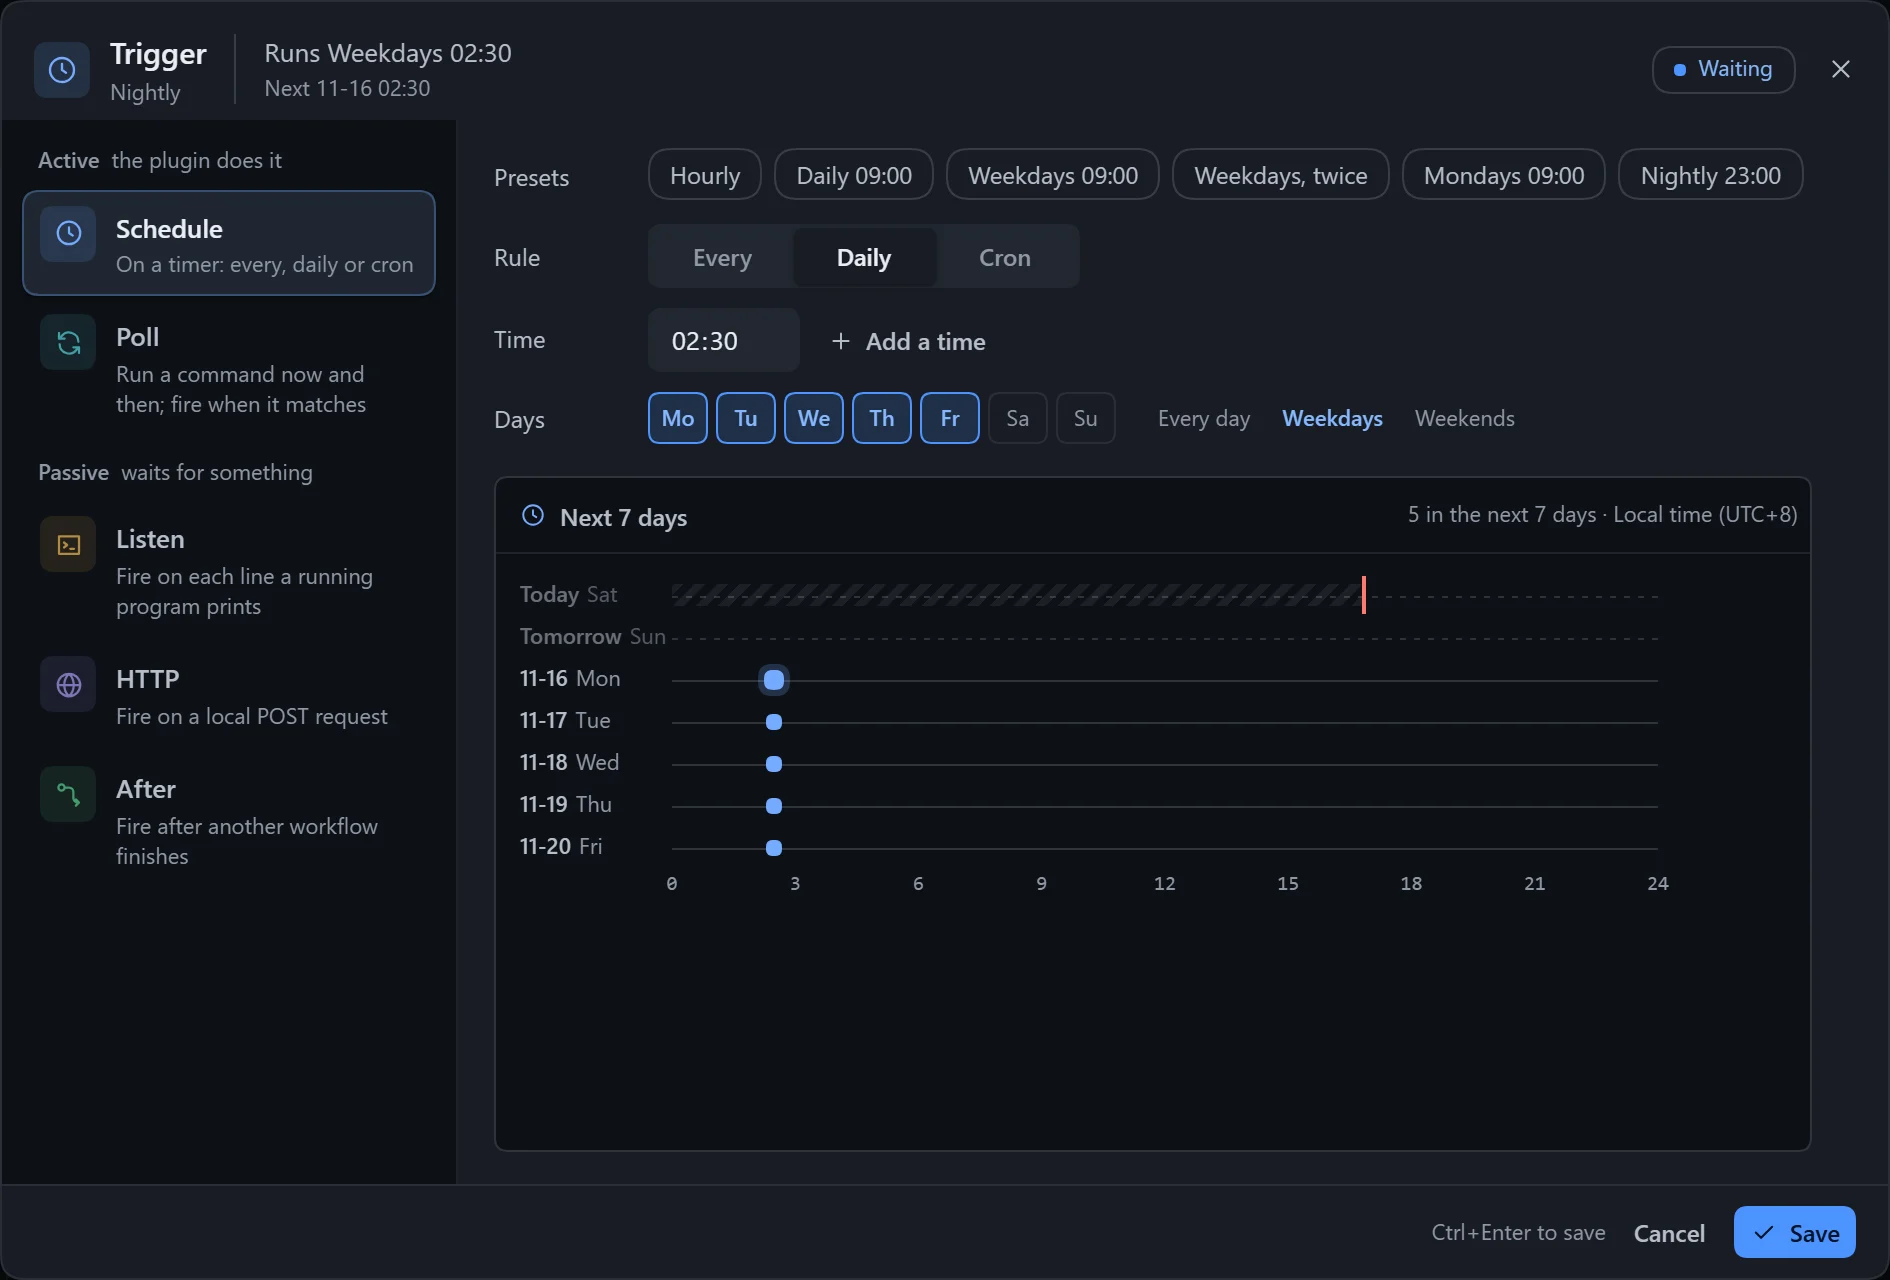 Trigger
Nightly
Runs Weekdays 02:30
Next 11-16 02:30
Waiting
Active the plugin does it
Schedule
On a timer: every, daily or cron
Poll
Run a command now and
then; fire when it matches
Passive waits for something
Listen
Fire on each line a running
program prints
HTTP
Fire on a local POST request
After
Fire after another workflow
finishes
Presets Hourly Daily 09:00 Weekdays 09:00 Weekdays, twice Mondays 09:00 Nightly 23:00
Rule Every Daily Cron
Time 02:30 + Add a time
Days Mo Tu We Th Fr Sa Su Every day Weekdays Weekends
Next 7 days
5 in the next 7 days · Local time (UTC+8)
Today Sat
Tomorrow Sun
11-16 Mon
11-17 Tue
11-18 Wed
11-19 Thu
11-20 Fri
0 3 6 9 12 15 18 21 24
Ctrl+Enter to save Cancel Save